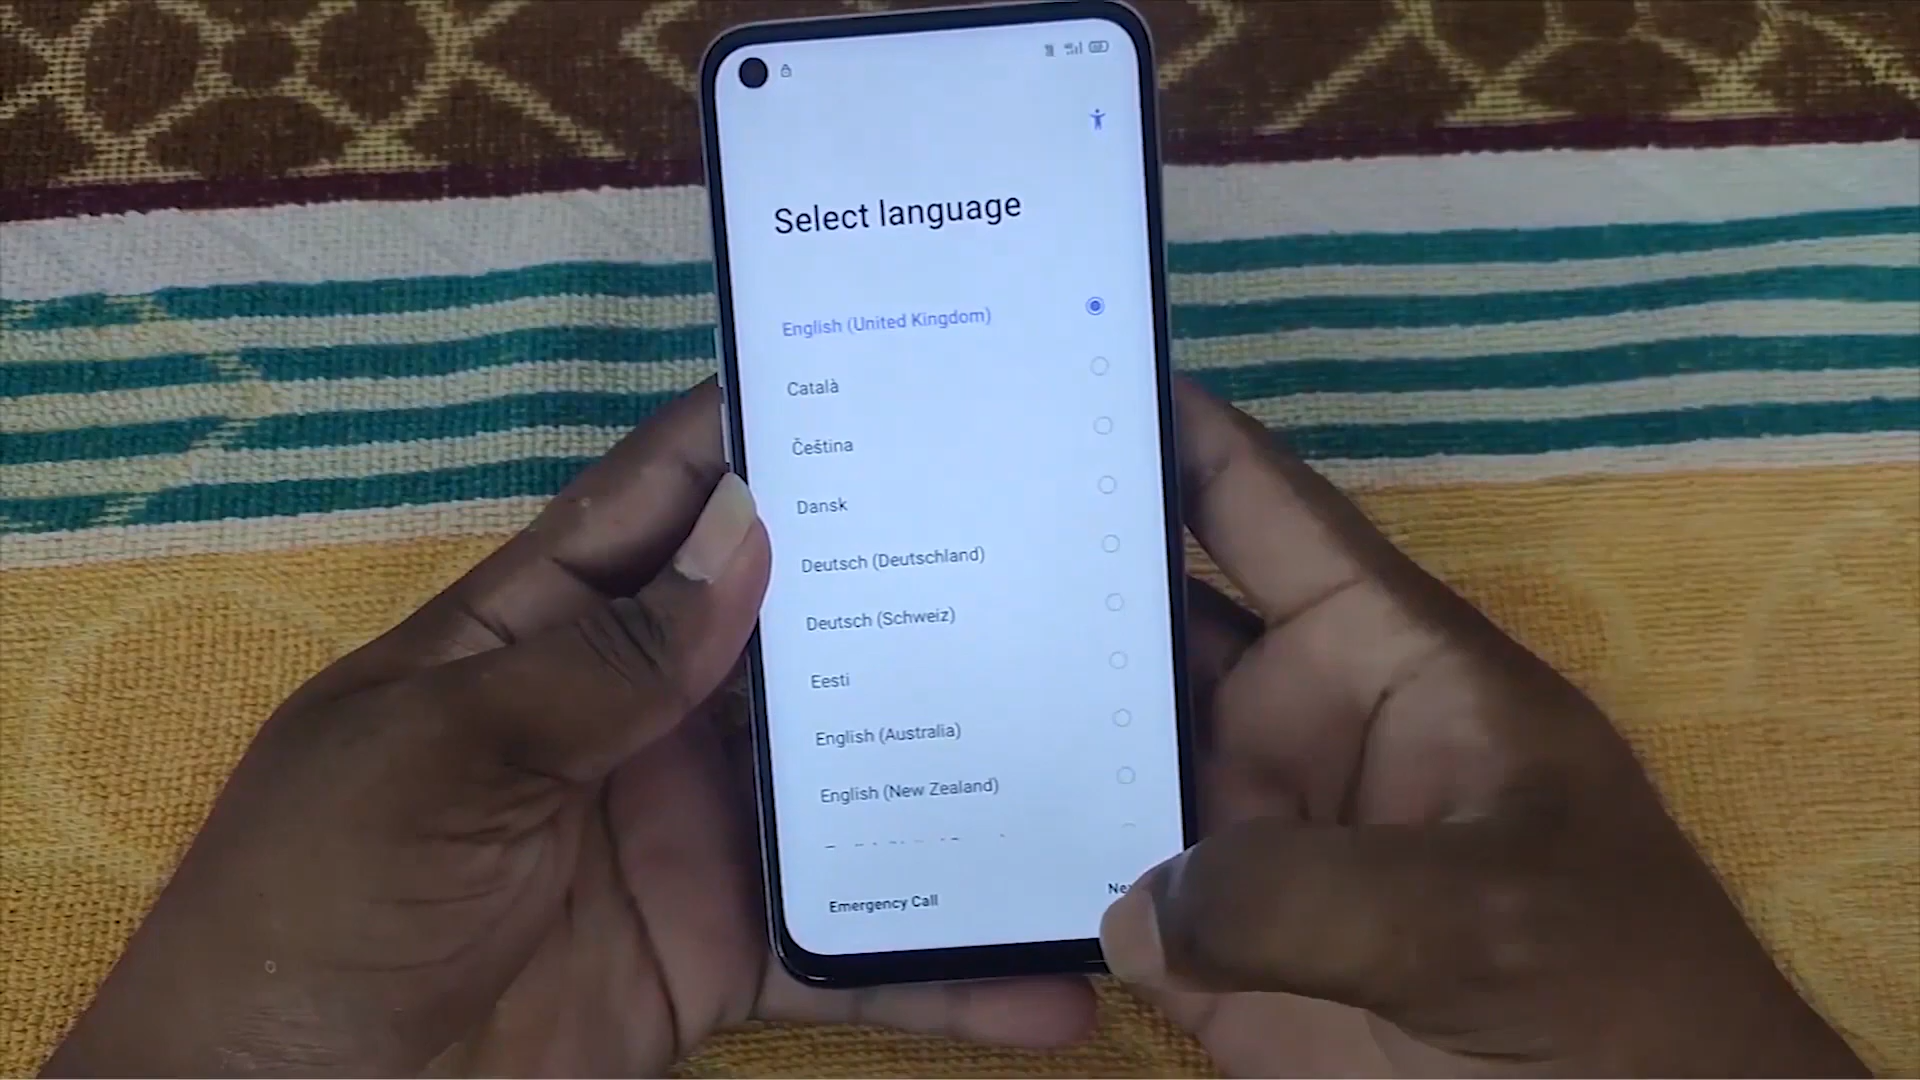 Select language
English (United Kingdom)
Català
Čeština
Dansk
Deutsch (Deutschland)
Deutsch (Schweiz)
Eesti
English (Australia)
English (New Zealand)
Emergency Call